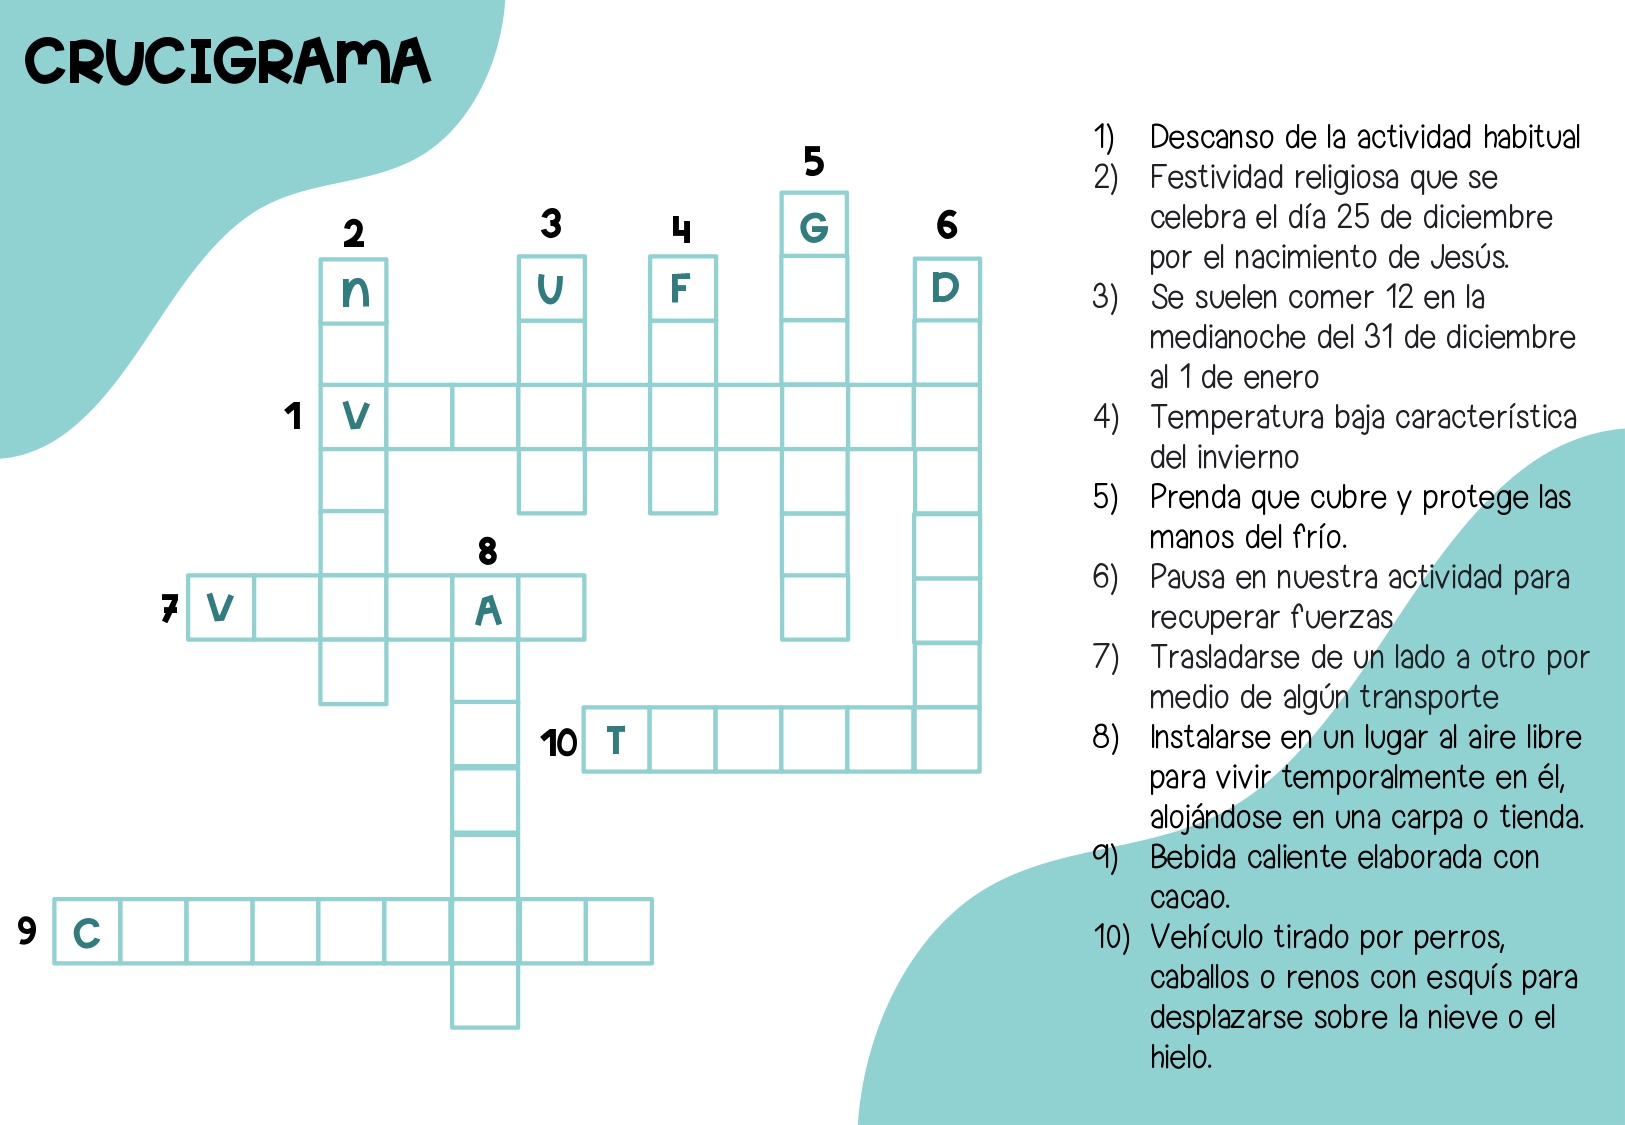 CRUCIGRAMA
5
2
3
4
6
G
n
U
F
D
1
V
8
7
V
A
10
T
9
C
1) Descanso de la actividad habitual
2) Festividad religiosa que se
celebra el día 25 de diciembre
por el nacimiento de Jesús.
3) Se suelen comer 12 en la
medianoche del 31 de diciembre
al 1 de enero
4) Temperatura baja característica
del invierno
5) Prenda que cubre y protege las
manos del frío.
6) Pausa en nuestra actividad para
recuperar fuerzas
7) Trasladarse de un lado a otro por
medio de algún transporte
8) Instalarse en un lugar al aire libre
para vivir temporalmente en él,
alojándose en una carpa o tienda.
9) Bebida caliente elaborada con
cacao.
10) Vehículo tirado por perros,
caballos o renos con esquís para
desplazarse sobre la nieve o el
hielo.